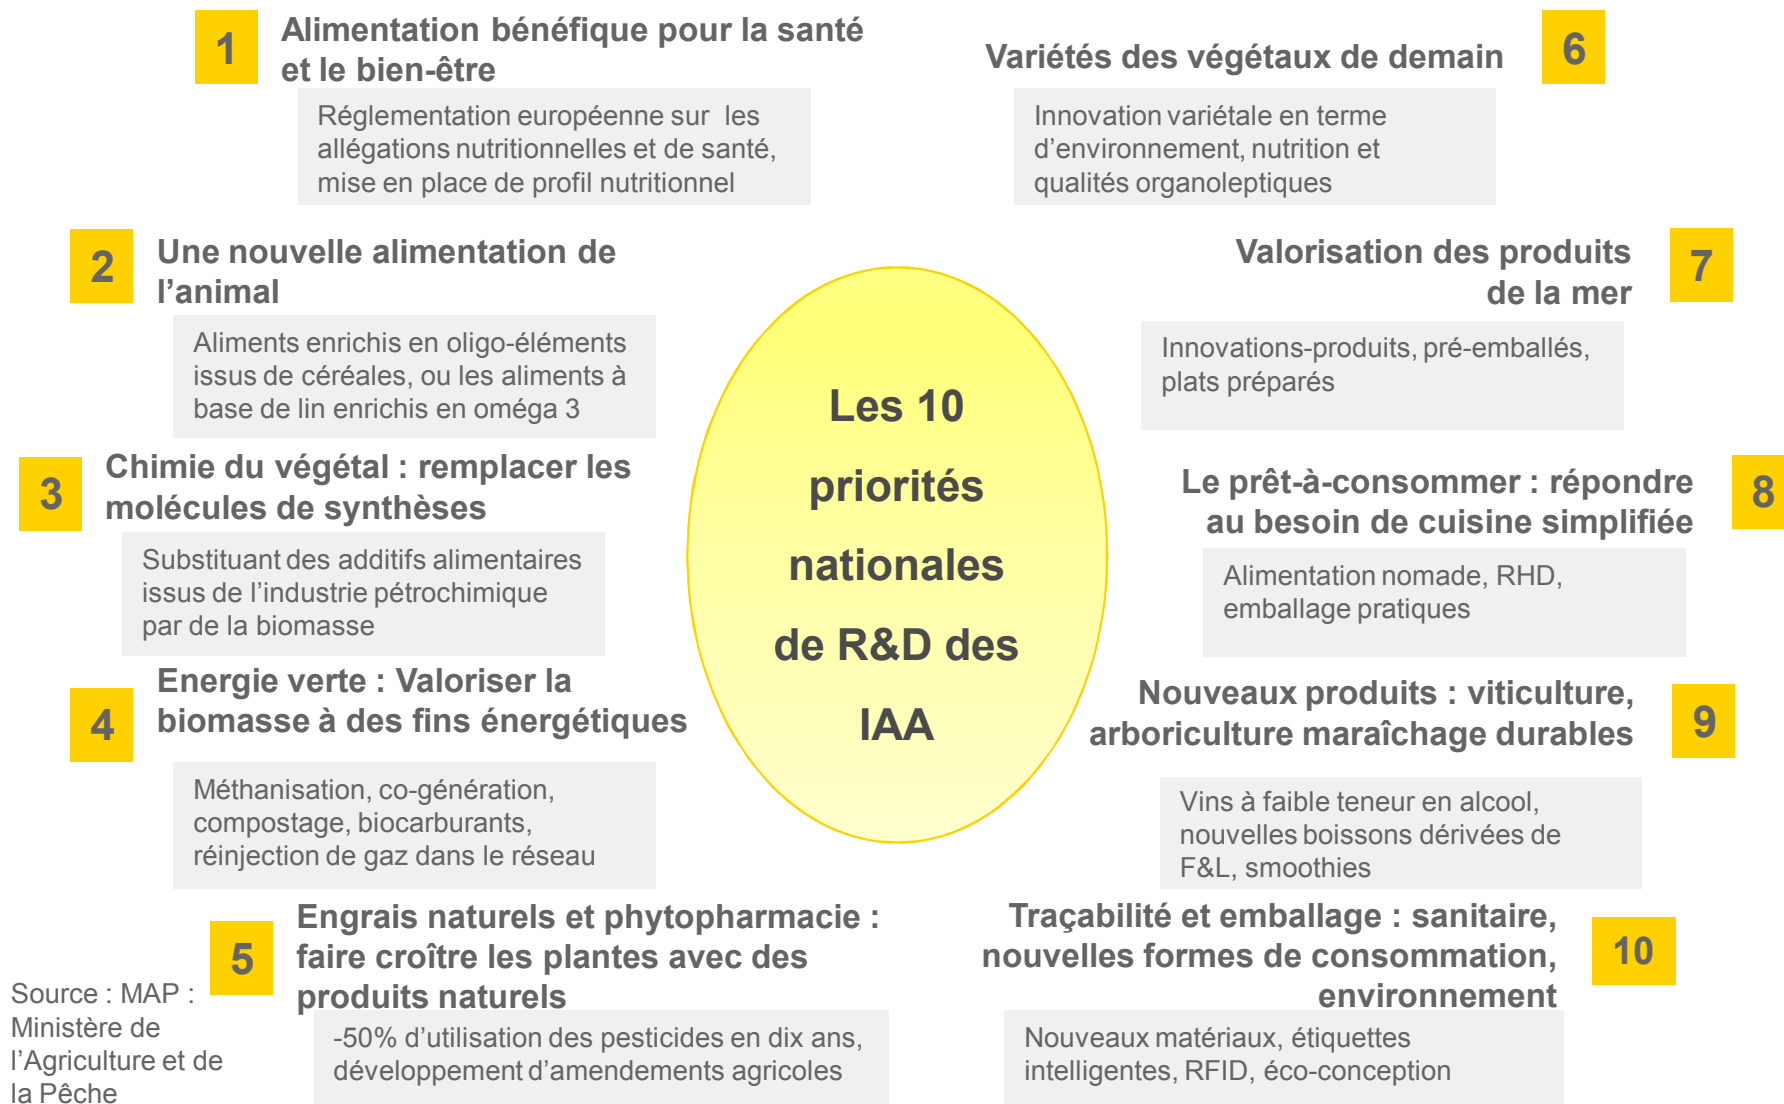 1
Alimentation bénéfique pour la santé
et le bien-être
Réglementation européenne sur les
allégations nutritionnelles et de santé,
mise en place de profil nutritionnel
2
Une nouvelle alimentation de
l’animal
Aliments enrichis en oligo-éléments
issus de céréales, ou les aliments à
base de lin enrichis en oméga 3
3
Chimie du végétal : remplacer les
molécules de synthèses
Substituant des additifs alimentaires
issus de l’industrie pétrochimique
par de la biomasse
4
Energie verte : Valoriser la
biomasse à des fins énergétiques
Méthanisation, co-génération,
compostage, biocarburants,
réinjection de gaz dans le réseau
5
Engrais naturels et phytopharmacie :
faire croître les plantes avec des
produits naturels
-50% d’utilisation des pesticides en dix ans,
développement d’amendements agricoles
Les 10
priorités
nationales
de R&D des
IAA
Variétés des végétaux de demain
6
Innovation variétale en terme
d’environnement, nutrition et
qualités organoleptiques
Valorisation des produits
de la mer
7
Innovations-produits, pré-emballés,
plats préparés
Le prêt-à-consommer : répondre
au besoin de cuisine simplifiée
8
Alimentation nomade, RHD,
emballage pratiques
Nouveaux produits : viticulture,
arboriculture maraîchage durables
9
Vins à faible teneur en alcool,
nouvelles boissons dérivées de
F&L, smoothies
Traçabilité et emballage : sanitaire,
nouvelles formes de consommation,
environnement
10
Nouveaux matériaux, étiquettes
intelligentes, RFID, éco-conception
Source : MAP :
Ministère de
l’Agriculture et de
la Pêche